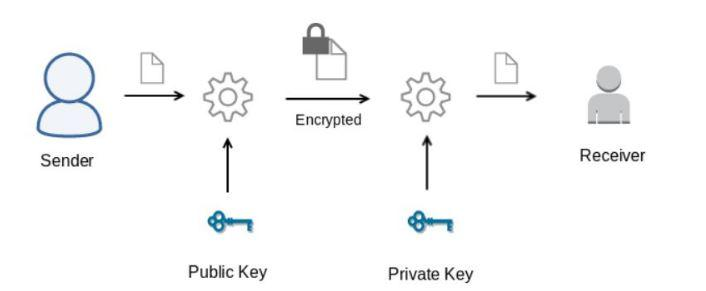 Encrypted
Sender
Receiver
Public Key
Private Key